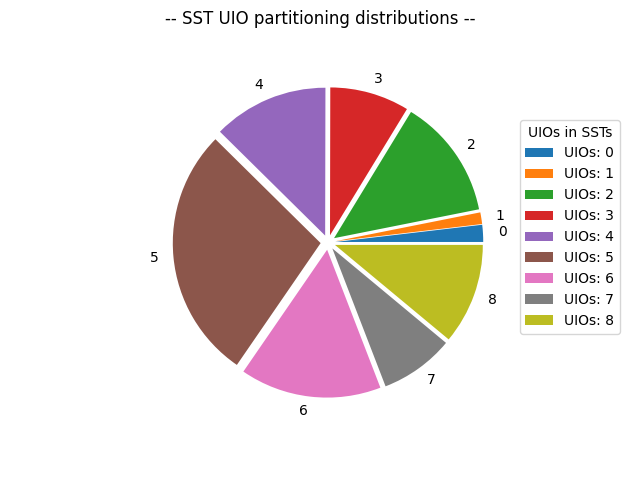 -- SST UIO partitioning distributions --
4
3
2
1
0
5
6
7
8
UIOs in SSTs
UIOs: 0
UIOs: 1
UIOs: 2
UIOs: 3
UIOs: 4
UIOs: 5
UIOs: 6
UIOs: 7
UIOs: 8